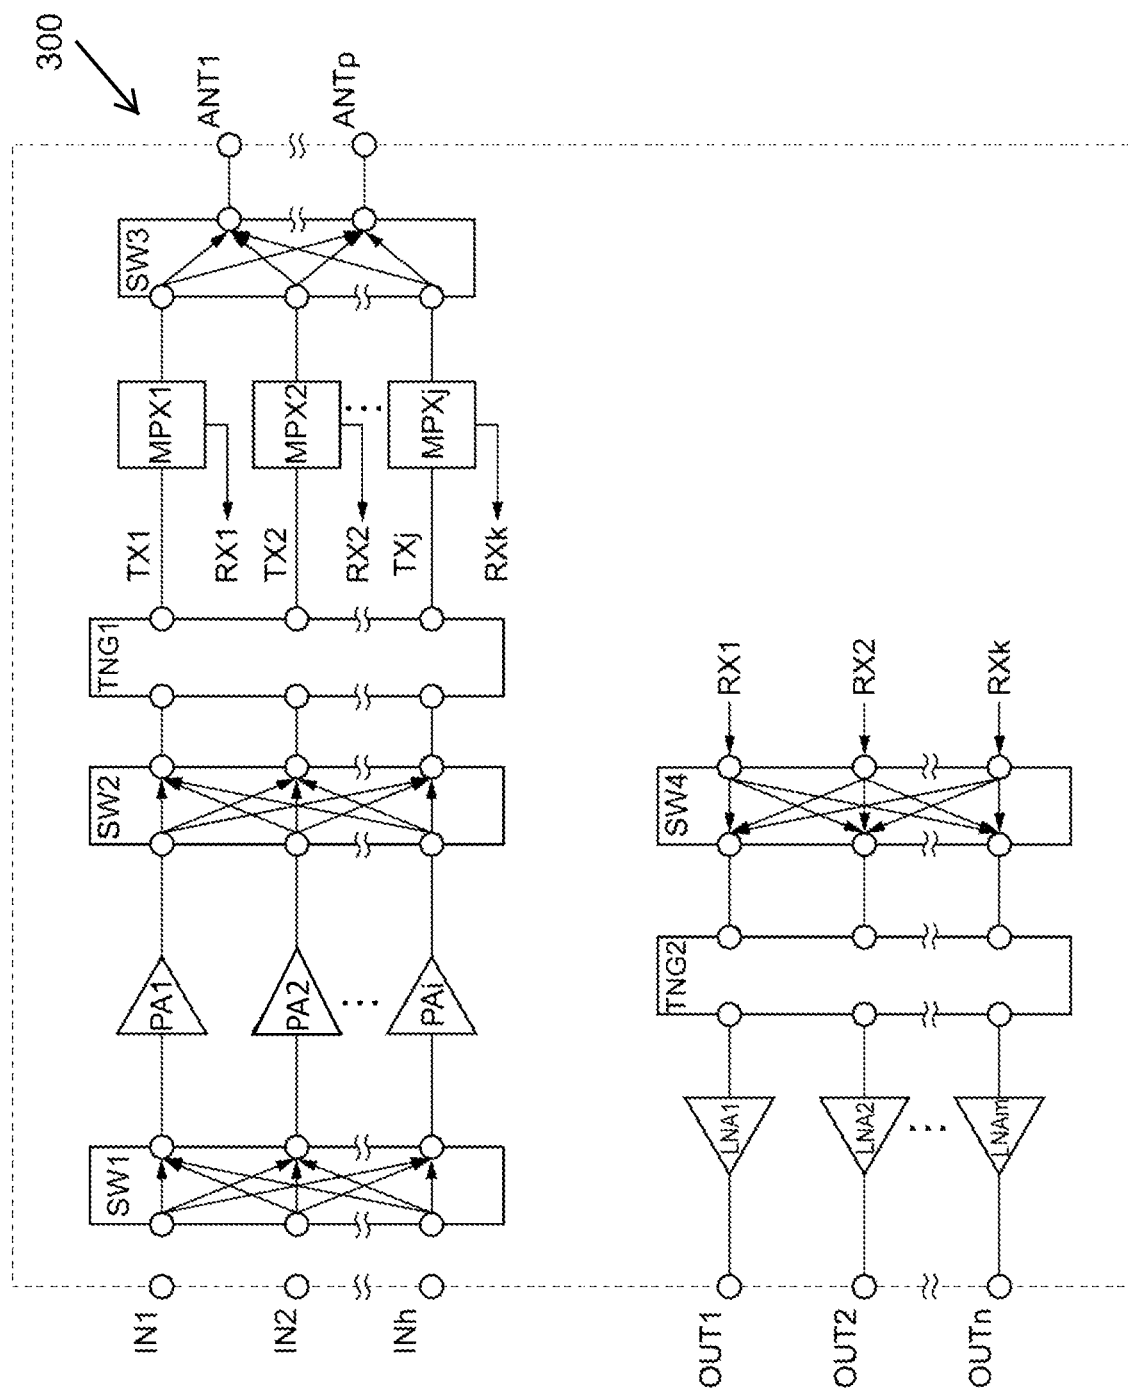 300
ANT1
ANTp
SW3
MPX1
MPX2
MPXj
TX1
RX1
TX2
RX2
TXj
RXk
TNG1
SW2
PA1
PA2
PAi
SW1
IN1
IN2
INh
RX1
RX2
RXk
SW4
TNG2
LNA1
LNA2
LNAm
OUT1
OUT2
OUTn